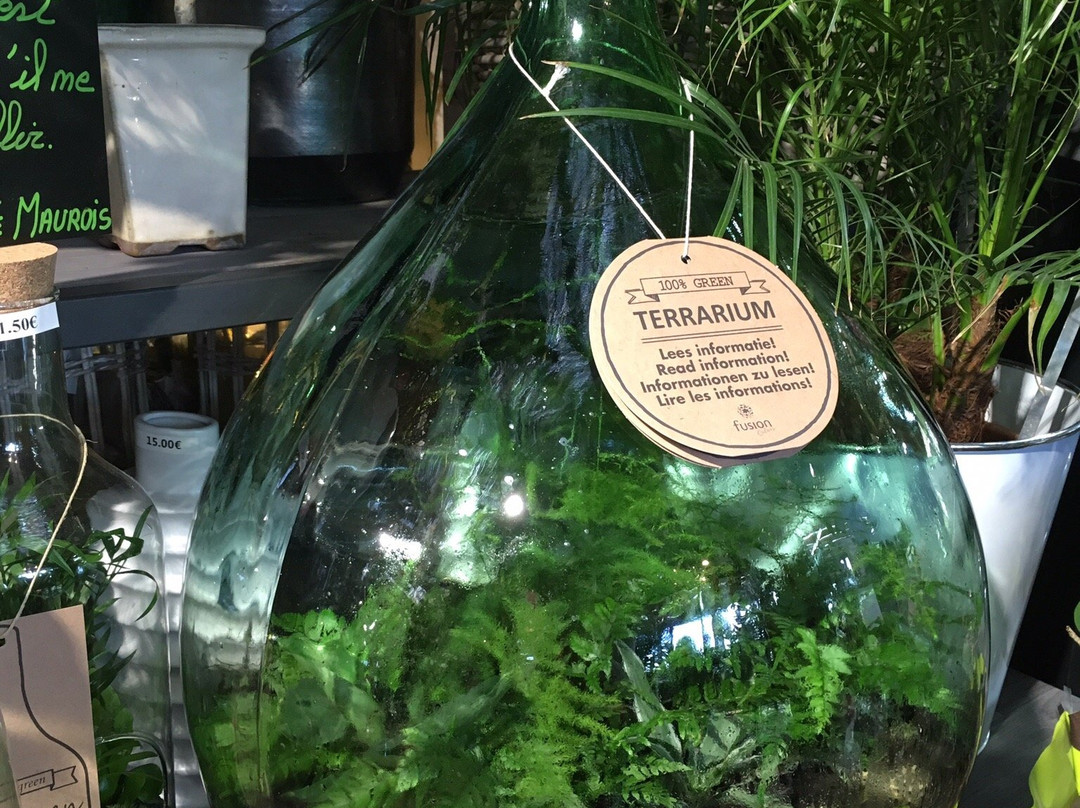 'il me
MAUROIS
1.50€
15.00€
100% GREEN
TERRARIUM
Lees informatie!
Read information!
Informationen zu lesen!
Lire les informations!
fusion
green